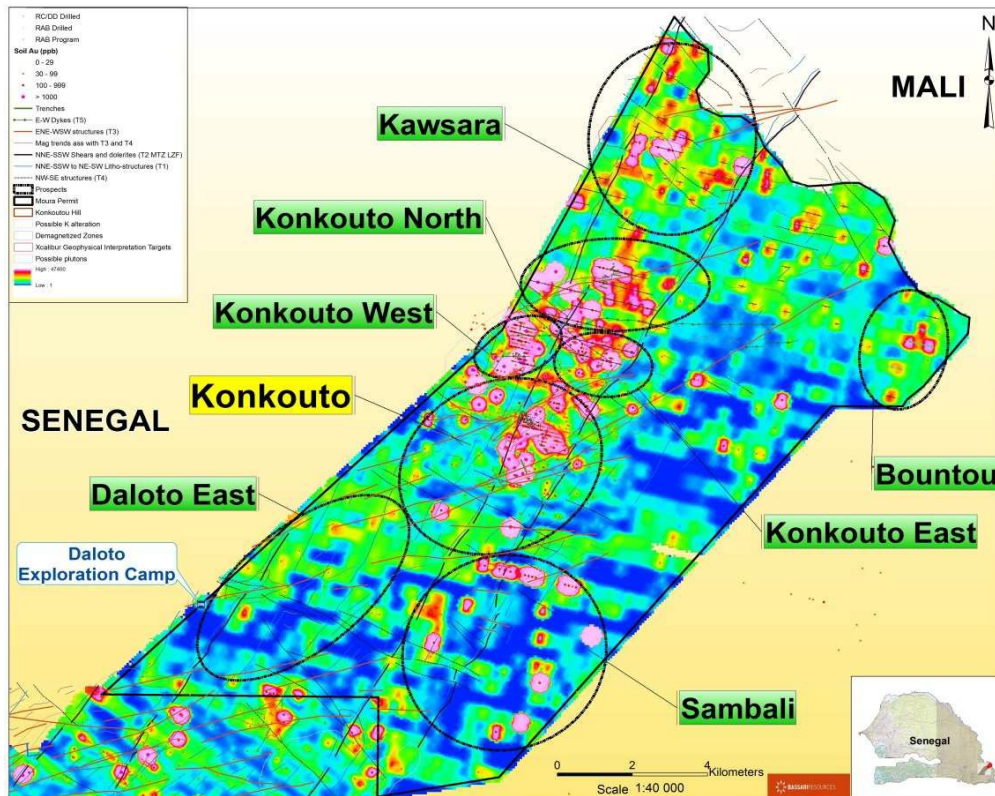 RC/DD Drilled
RAB Drilled
RAB Program
Soil Au (ppb)
0 - 29
30 - 99
100 - 999
> 1000
Trenches
E-W Dykes (T5)
ENE-WSW structures (T3)
Mag trends ass with T3 and T4
NNE-SSW Shears and dolerites (T2 MTZ LZF)
NNE-SSW to NE-SW Litho-structures (T1)
NW-SE structures (T4)
Prospects
Moura Permit
Konkoutou Hill
Possible K alteration
Demagnetized Zones
Xcalibur Geophysical Interpretation Targets
Possible plutons
High : 47400
Low : 1
N
MALI
Kawsara
Konkouto North
Konkouto West
Konkouto
SENEGAL
Bountou
Daloto East
Konkouto East
Daloto
Exploration Camp
Sambali
Senegal
0 2 4
Kilometers
Scale 1:40 000
BASSARI RESOURCES